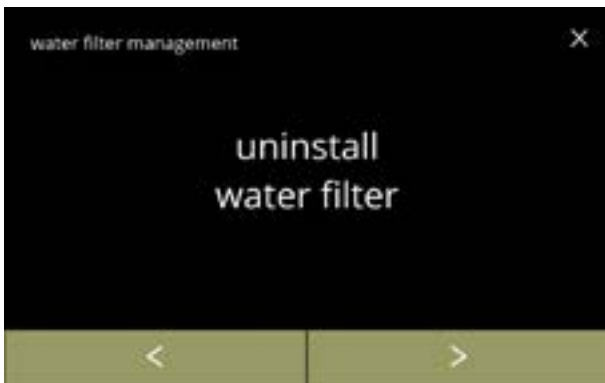 water filter management
×
uninstall
water filter
< >